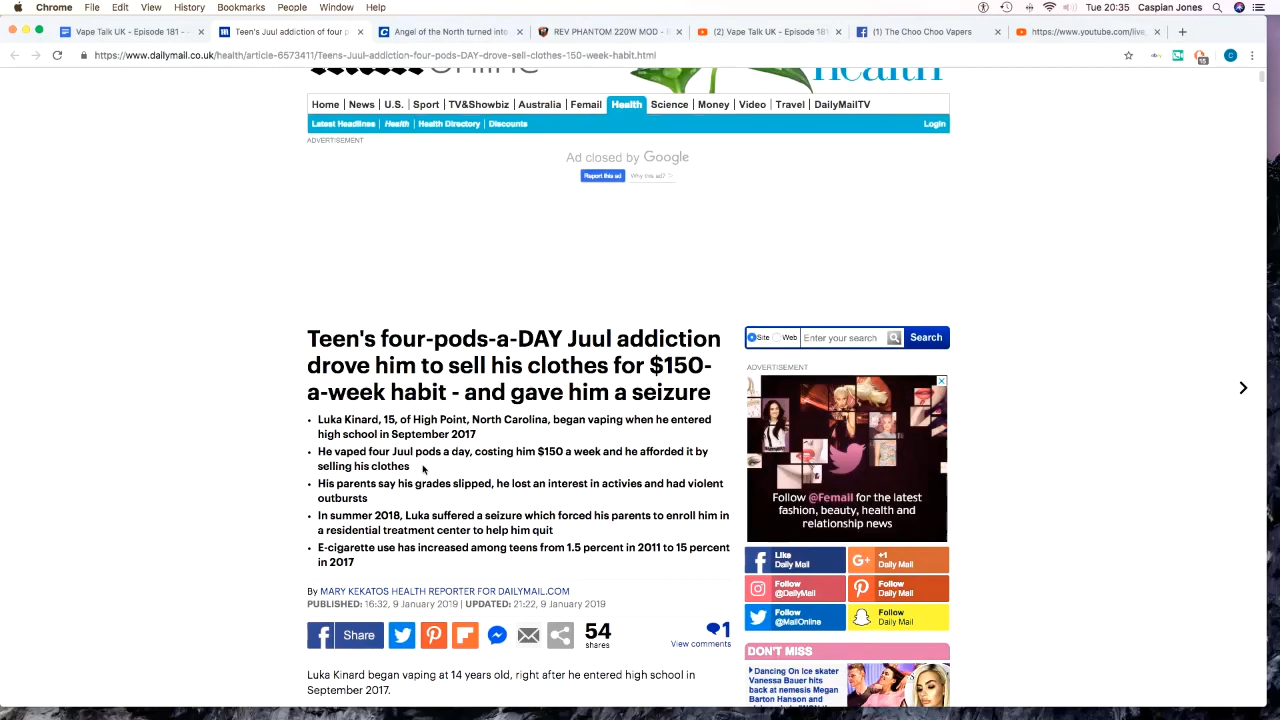 Chrome File Edit View History Bookmarks People Window Help Tue 20:35 Caspian Jones
Vape Talk UK - Episode 181 - Teen's Juul addiction of four p Angel of the North turned into REV PHANTOM 220W MOD - (2) Vape Talk UK - Episode 181 (1) The Choo Choo Vapers https://www.youtube.com/live_
https://www.dailymail.co.uk/health/article-6573411/Teens-Juul-addiction-four-pods-DAY-drove-sell-clothes-150-week-habit.html
health
Home News U.S. Sport TV&Showbiz Australia Femail Health Science Money Video Travel DailyMailTV
Latest Headlines Health Health Directory Discounts Login
ADVERTISEMENT
Ad closed by Google
Report this ad Why this ad?
Teen's four-pods-a-DAY Juul addiction
drove him to sell his clothes for $150-
a-week habit - and gave him a seizure
Luka Kinard, 15, of High Point, North Carolina, began vaping when he entered
high school in September 2017
He vaped four Juul pods a day, costing him $150 a week and he afforded it by
selling his clothes
His parents say his grades slipped, he lost an interest in activies and had violent
outbursts
In summer 2018, Luka suffered a seizure which forced his parents to enroll him in
a residential treatment center to help him quit
E-cigarette use has increased among teens from 1.5 percent in 2011 to 15 percent
in 2017
By MARY KEKATOS HEALTH REPORTER FOR DAILYMAIL.COM
PUBLISHED: 16:32, 9 January 2019 | UPDATED: 21:22, 9 January 2019
Share 54
shares
1
View comments
Luka Kinard began vaping at 14 years old, right after he entered high school in
September 2017.
Site Web Enter your search Search
ADVERTISEMENT
Follow @Femail for the latest
fashion, beauty, health and
relationship news
Like
Daily Mail
+1
Daily Mail
Follow
@DailyMail
Follow
Daily Mail
Follow
@MailOnline
Follow
Daily Mail
DON'T MISS
Dancing On Ice skater
Vanessa Bauer hits
back at nemesis Megan
Barton Hanson and